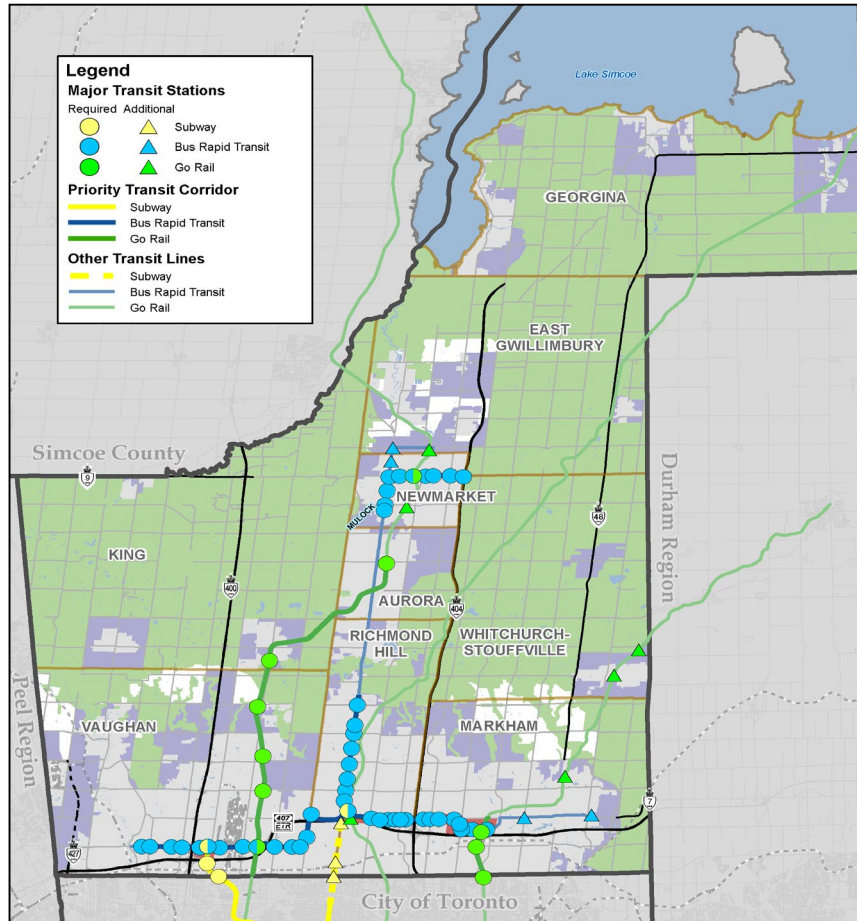 Legend
Major Transit Stations
Required Additional
Subway
Bus Rapid Transit
Go Rail
Priority Transit Corridor
Subway
Bus Rapid Transit
Go Rail
Other Transit Lines
Subway
Bus Rapid Transit
Go Rail
Lake Simcoe
GEORGINA
EAST
GWILLIMBURY
Simcoe County
9
NEWMARKET
MULOCK
48
Durham Region
KING
400
AURORA
404
RICHMOND
HILL
WHITCHURCH-
STOUFFVILLE
Peel Region
VAUGHAN
MARKHAM
7
407
ETR
427
City of Toronto